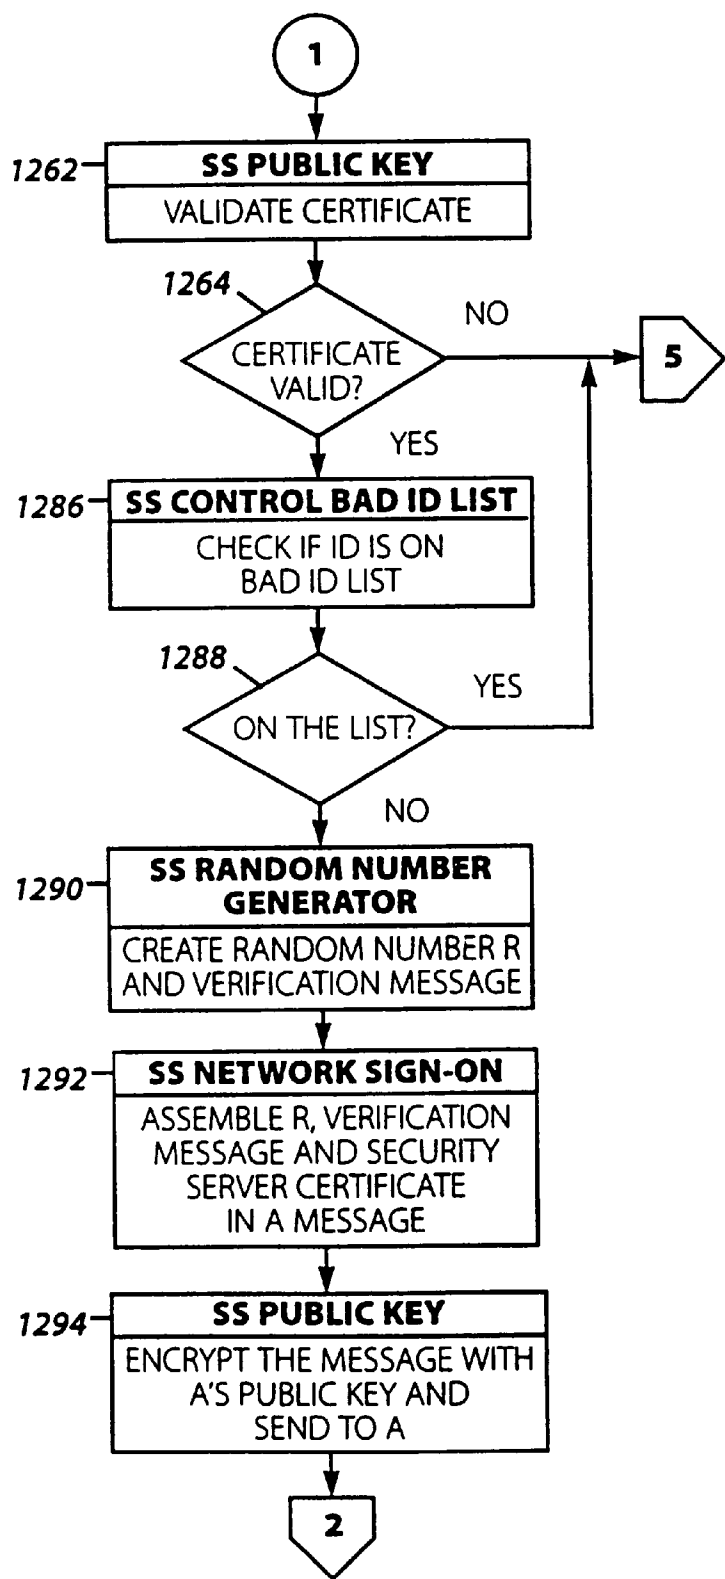 1
1262
SS PUBLIC KEY
VALIDATE CERTIFICATE
1264
CERTIFICATE
VALID?
NO
5
YES
1286
SS CONTROL BAD ID LIST
CHECK IF ID IS ON
BAD ID LIST
1288
ON THE LIST?
YES
NO
1290
SS RANDOM NUMBER
GENERATOR
CREATE RANDOM NUMBER R
AND VERIFICATION MESSAGE
1292
SS NETWORK SIGN-ON
ASSEMBLE R, VERIFICATION
MESSAGE AND SECURITY
SERVER CERTIFICATE
IN A MESSAGE
1294
SS PUBLIC KEY
ENCRYPT THE MESSAGE WITH
A'S PUBLIC KEY AND
SEND TO A
2